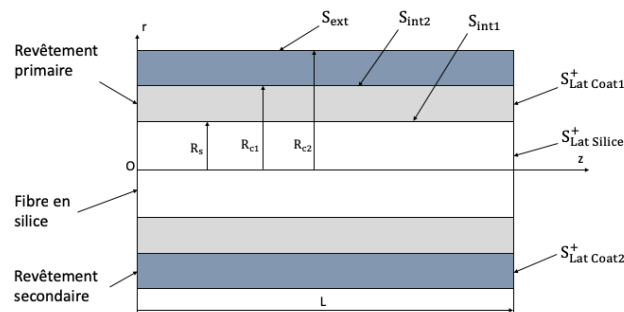 r
S_ext
S_int2
S_int1
Revêtement
primaire
S⁺_Lat Coat1
S⁺_Lat Silice
R_s
R_c1
R_c2
O
z
Fibre en
silice
Revêtement
secondaire
S⁺_Lat Coat2
L